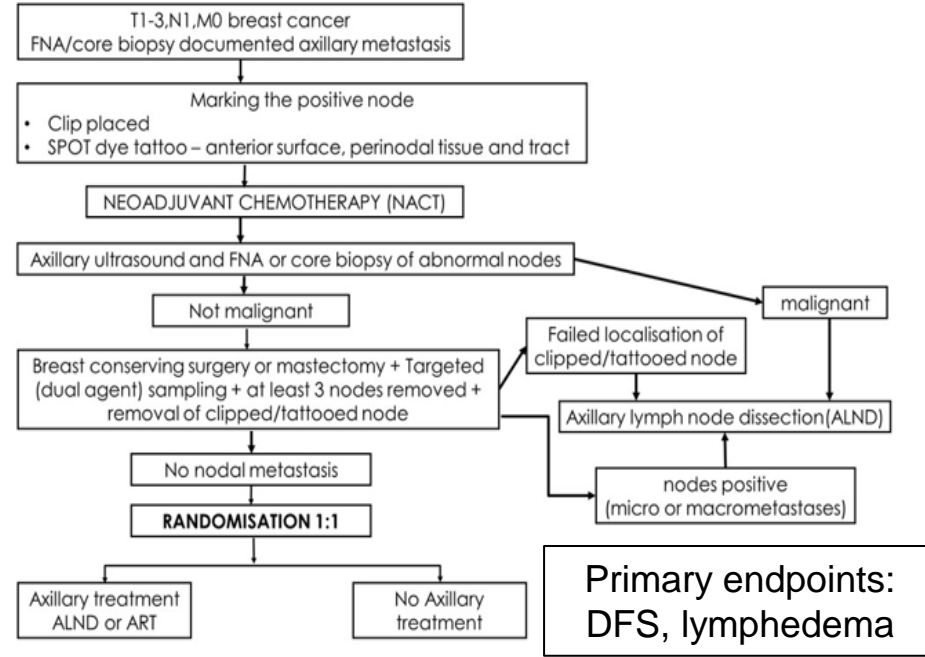 T1-3,N1,M0 breast cancer
FNA/core biopsy documented axillary metastasis
Marking the positive node
• Clip placed
• SPOT dye tattoo – anterior surface, perinodal tissue and tract
NEOADJUVANT CHEMOTHERAPY (NACT)
Axillary ultrasound and FNA or core biopsy of abnormal nodes
malignant
Not malignant
Failed localisation of
clipped/tattooed node
Breast conserving surgery or mastectomy + Targeted
(dual agent) sampling + at least 3 nodes removed +
removal of clipped/tattooed node
Axillary lymph node dissection(ALND)
No nodal metastasis
nodes positive
(micro or macrometastases)
RANDOMISATION 1:1
Axillary treatment
ALND or ART
No Axillary
treatment
Primary endpoints:
DFS, lymphedema